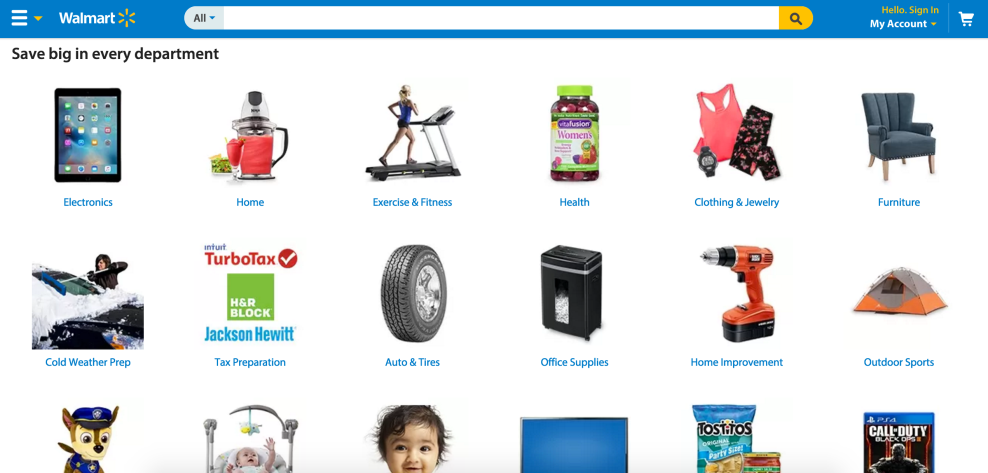 Walmart
All
Hello. Sign In
My Account
Save big in every department
vitafusion
Women's
Electronics
Home
Exercise & Fitness
Health
Clothing & Jewelry
Furniture
intuit
TurboTax
H&R
BLOCK
Jackson Hewitt
Cold Weather Prep
Tax Preparation
Auto & Tires
Office Supplies
Home Improvement
Outdoor Sports
TOSTITOS
ORIGINAL
Party Size!
PS4
CALL OF DUTY
BLACK OPS III